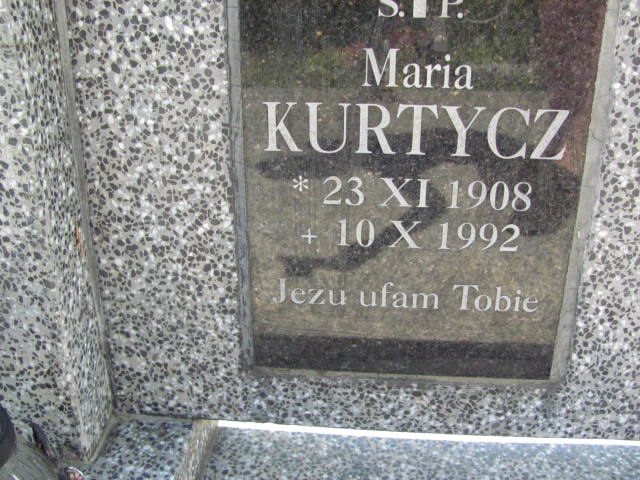 Ś. P.
Maria
KURTYCZ
* 23 XI 1908
+ 10 X 1992
Jezu ufam Tobie